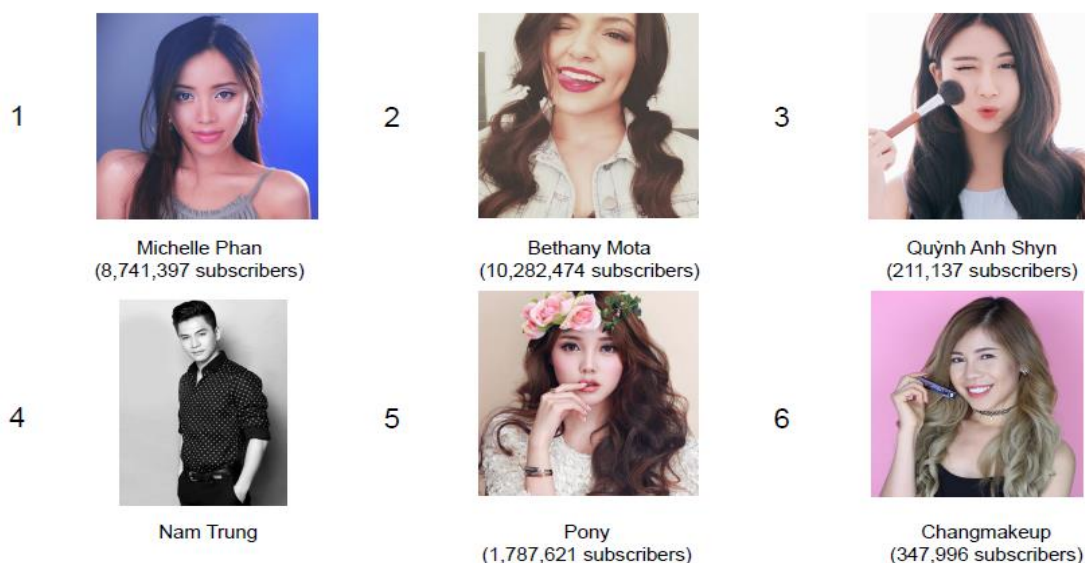 1
2
3
Michelle Phan
(8,741,397 subscribers)
Bethany Mota
(10,282,474 subscribers)
Quỳnh Anh Shyn
(211,137 subscribers)
4
5
6
Nam Trung
Pony
(1,787,621 subscribers)
Changmakeup
(347,996 subscribers)